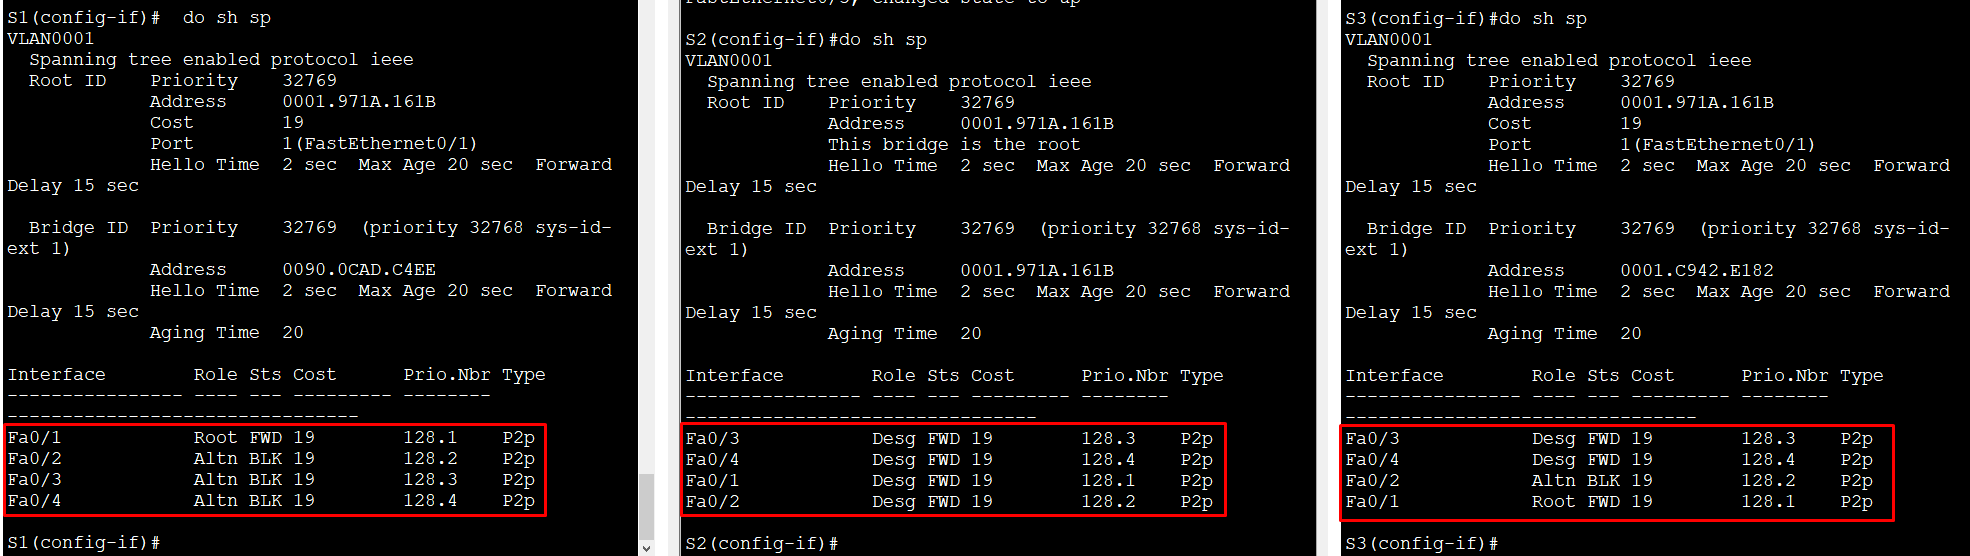 S1(config-if)#  do sh sp
VLAN0001
  Spanning tree enabled protocol ieee
  Root ID    Priority    32769
             Address     0001.971A.161B
             Cost        19
             Port        1(FastEthernet0/1)
             Hello Time  2 sec  Max Age 20 sec  Forward
Delay 15 sec

  Bridge ID  Priority    32769  (priority 32768 sys-id-
ext 1)
             Address     0090.0CAD.C4EE
             Hello Time  2 sec  Max Age 20 sec  Forward
Delay 15 sec
             Aging Time  20

Interface        Role Sts Cost      Prio.Nbr Type
---------------- ---- --- --------- --------
--------------------------------
Fa0/1            Root FWD 19        128.1    P2p
Fa0/2            Altn BLK 19        128.2    P2p
Fa0/3            Altn BLK 19        128.3    P2p
Fa0/4            Altn BLK 19        128.4    P2p

S1(config-if)#
S2(config-if)#do sh sp
VLAN0001
  Spanning tree enabled protocol ieee
  Root ID    Priority    32769
             Address     0001.971A.161B
             This bridge is the root
             Hello Time  2 sec  Max Age 20 sec  Forward
Delay 15 sec

  Bridge ID  Priority    32769  (priority 32768 sys-id-
ext 1)
             Address     0001.971A.161B
             Hello Time  2 sec  Max Age 20 sec  Forward
Delay 15 sec
             Aging Time  20

Interface        Role Sts Cost      Prio.Nbr Type
---------------- ---- --- --------- --------
--------------------------------
Fa0/3            Desg FWD 19        128.3    P2p
Fa0/4            Desg FWD 19        128.4    P2p
Fa0/1            Desg FWD 19        128.1    P2p
Fa0/2            Desg FWD 19        128.2    P2p

S2(config-if)#
S3(config-if)#do sh sp
VLAN0001
  Spanning tree enabled protocol ieee
  Root ID    Priority    32769
             Address     0001.971A.161B
             Cost        19
             Port        1(FastEthernet0/1)
             Hello Time  2 sec  Max Age 20 sec  Forward
Delay 15 sec

  Bridge ID  Priority    32769  (priority 32768 sys-id-
ext 1)
             Address     0001.C942.E182
             Hello Time  2 sec  Max Age 20 sec  Forward
Delay 15 sec
             Aging Time  20

Interface        Role Sts Cost      Prio.Nbr Type
---------------- ---- --- --------- --------
--------------------------------
Fa0/3            Desg FWD 19        128.3    P2p
Fa0/4            Desg FWD 19        128.4    P2p
Fa0/2            Altn BLK 19        128.2    P2p
Fa0/1            Root FWD 19        128.1    P2p

S3(config-if)#